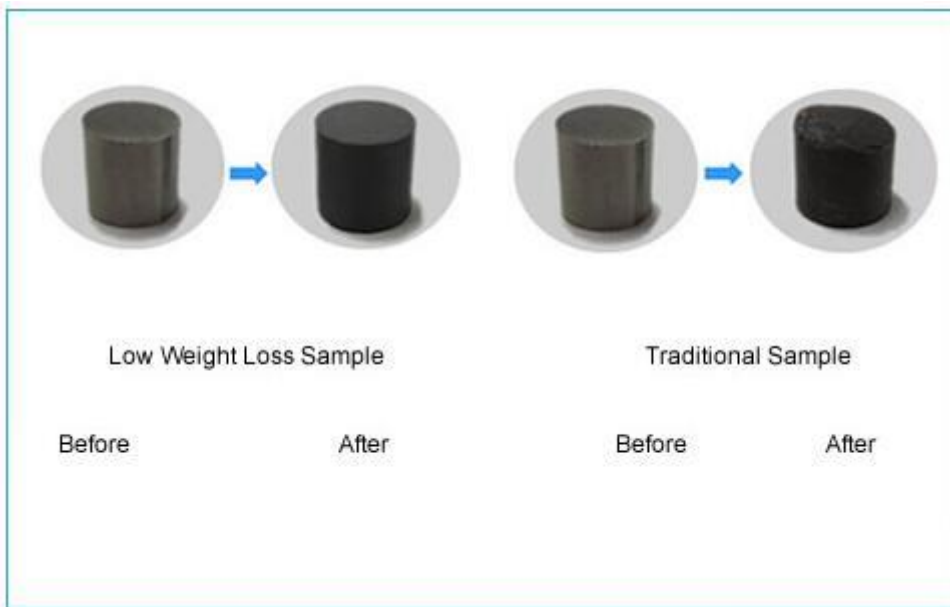 Low Weight Loss Sample
Traditional Sample
Before
After
Before
After